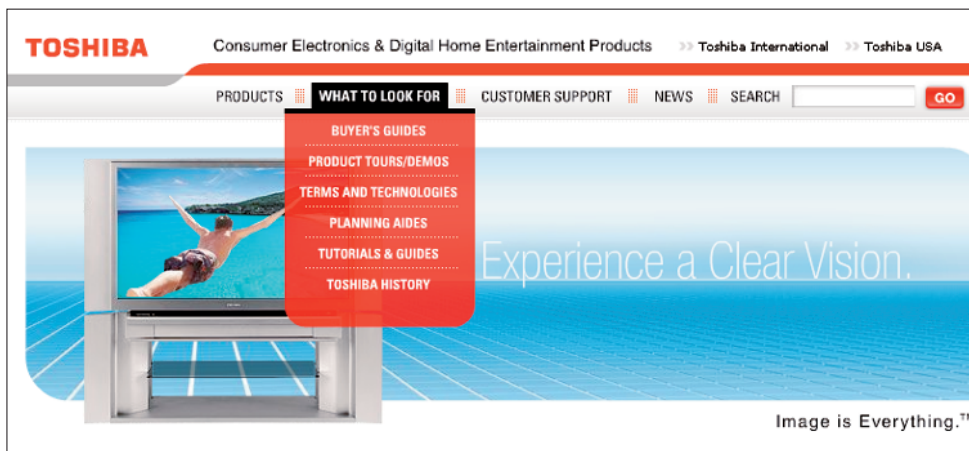 TOSHIBA
Consumer Electronics & Digital Home Entertainment Products
Toshiba International
Toshiba USA
PRODUCTS
WHAT TO LOOK FOR
CUSTOMER SUPPORT
NEWS
SEARCH
GO
BUYER'S GUIDES
PRODUCT TOURS/DEMOS
TERMS AND TECHNOLOGIES
PLANNING AIDES
TUTORIALS & GUIDES
TOSHIBA HISTORY
Experience a Clear Vision.
Image is Everything.™